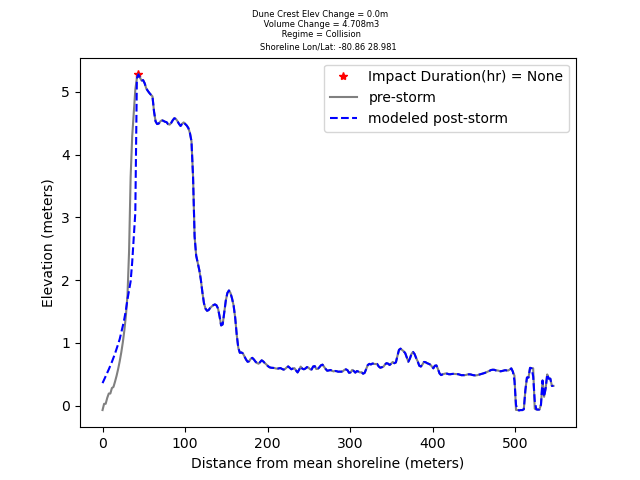 Dune Crest Elev Change = 0.0m
Volume Change = 4.708m3
Regime = Collision
Shoreline Lon/Lat: -80.86 28.981
Impact Duration(hr) = None
pre-storm
modeled post-storm
Elevation (meters)
5
4
3
2
1
0
0 100 200 300 400 500
Distance from mean shoreline (meters)